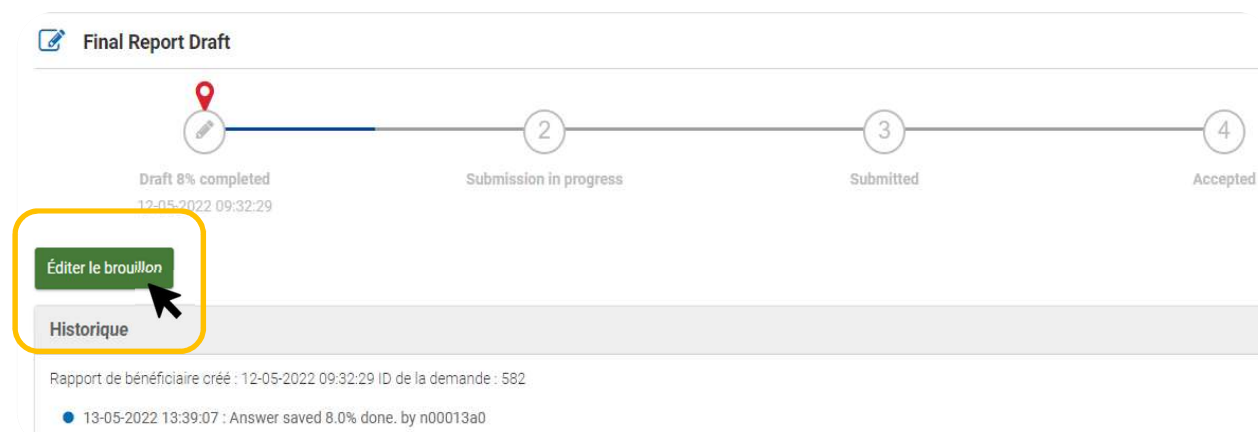 Final Report Draft
2
3
4
Draft 8% completed
Submission in progress
Submitted
Accepted
12-05-2022 09:32:29
Éditer le brouillon
Historique
Rapport de bénéficiaire créé : 12-05-2022 09:32:29 ID de la demande : 582
13-05-2022 13:39:07 : Answer saved 8.0% done. by n00013a0